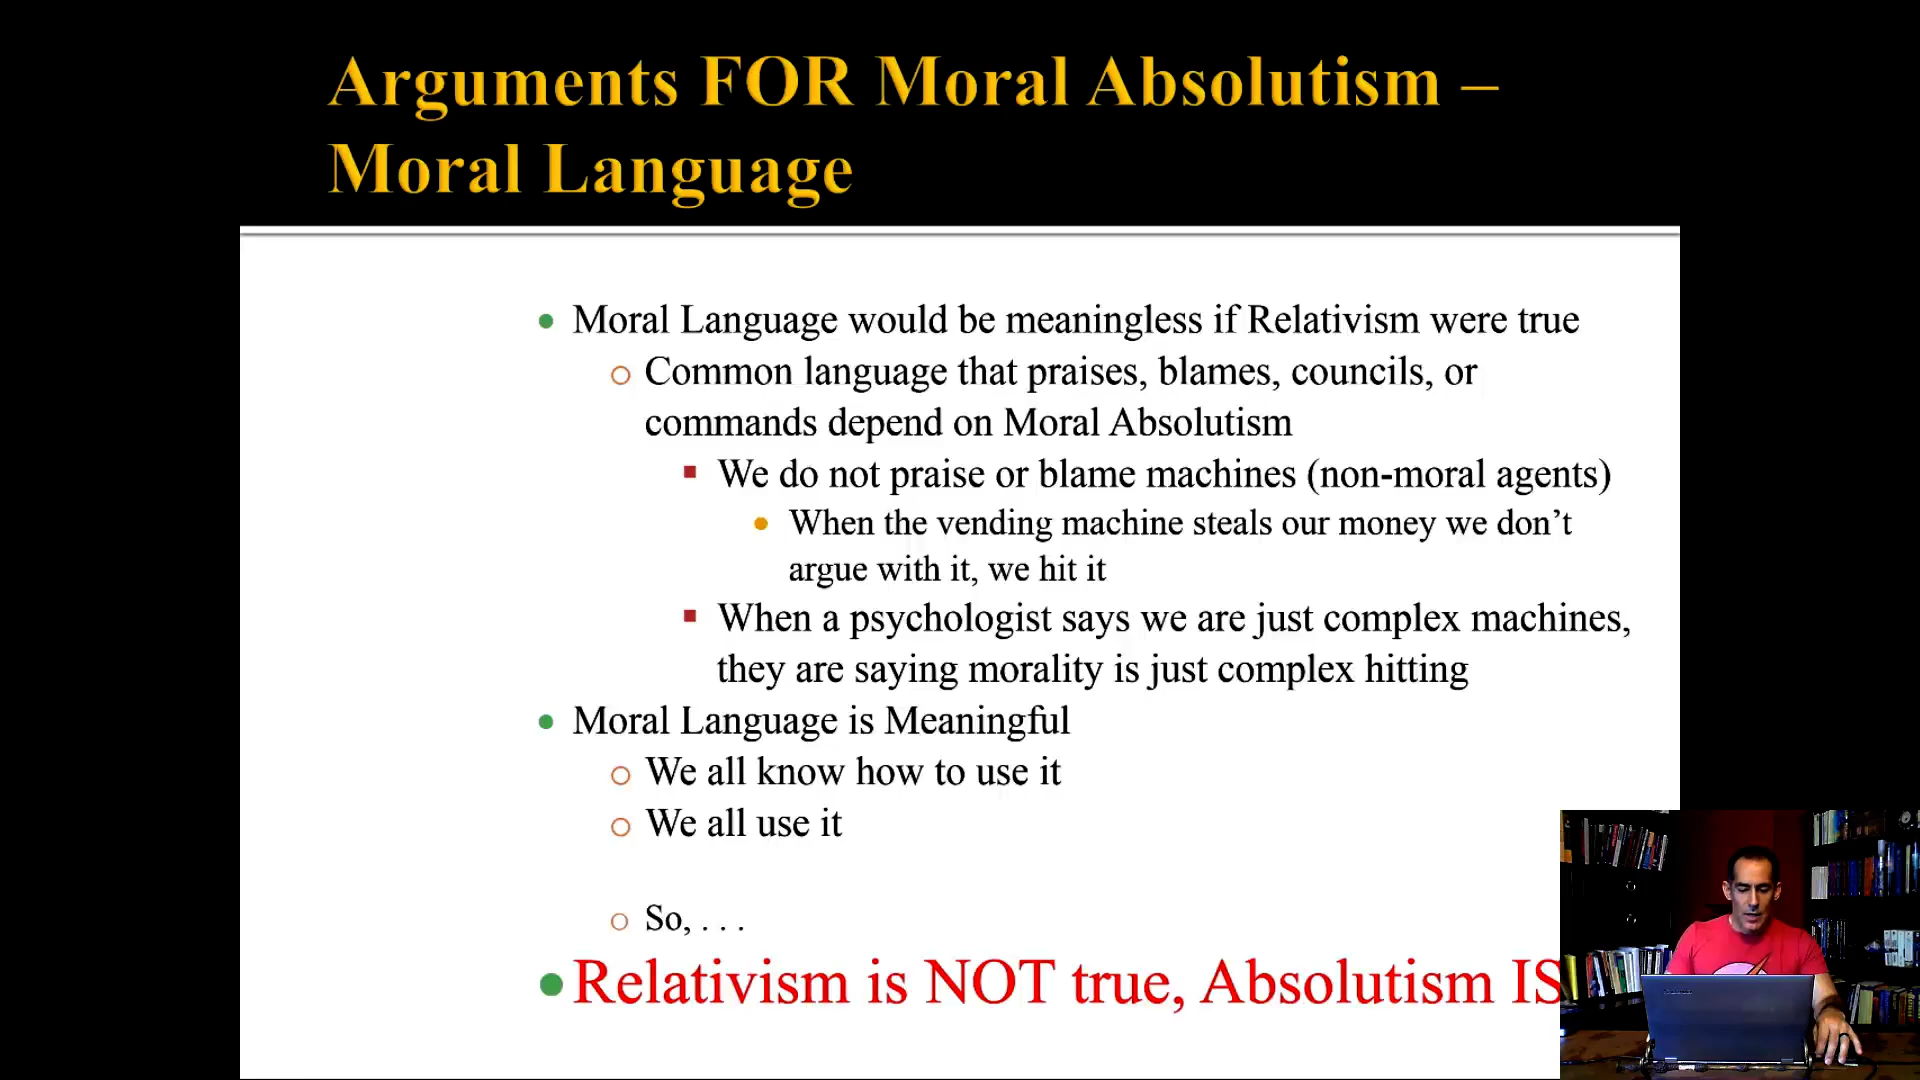 Arguments FOR Moral Absolutism –
Moral Language
Moral Language would be meaningless if Relativism were true
Common language that praises, blames, councils, or
commands depend on Moral Absolutism
We do not praise or blame machines (non-moral agents)
When the vending machine steals our money we don’t
argue with it, we hit it
When a psychologist says we are just complex machines,
they are saying morality is just complex hitting
Moral Language is Meaningful
We all know how to use it
We all use it
So, . . .
Relativism is NOT true, Absolutism IS